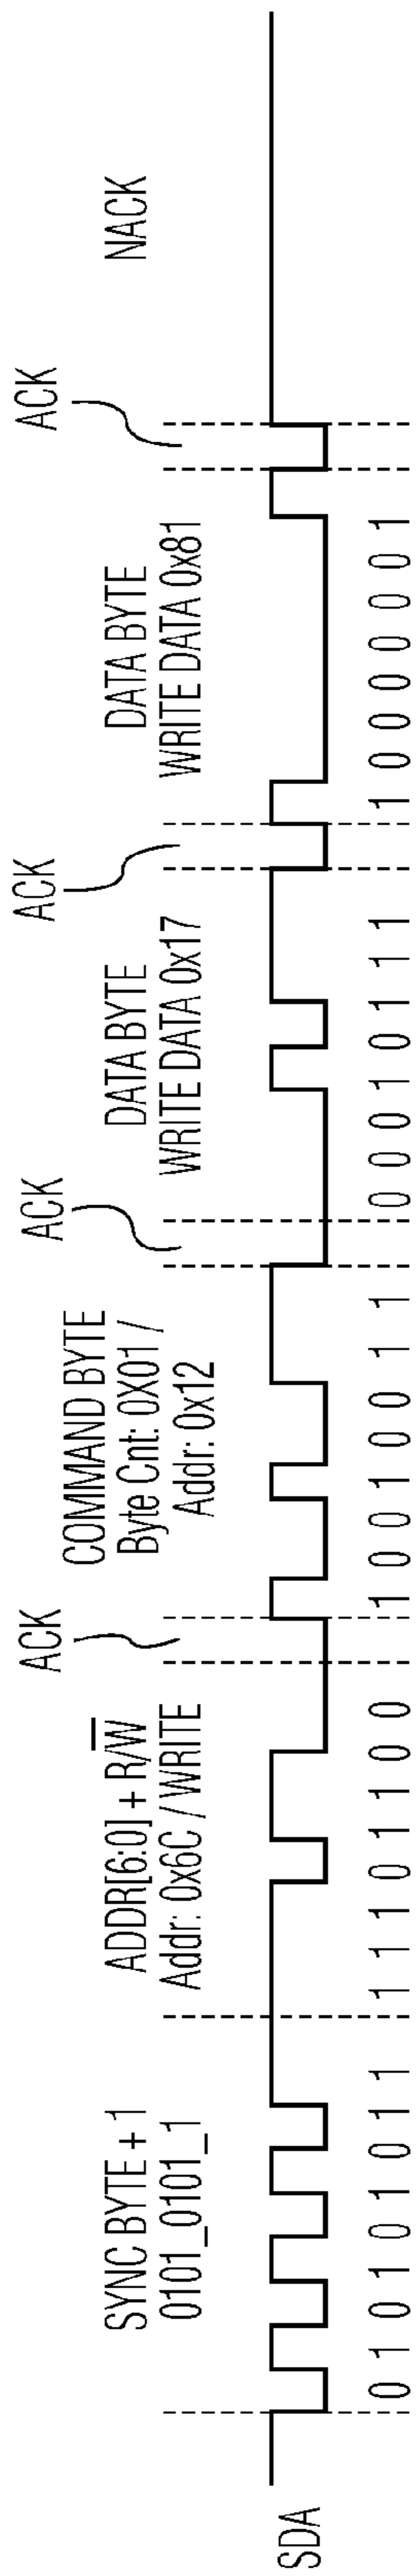 ACK
ACK
ACK
ACK
SYNC BYTE + 1
0101_0101_1
ADDR[6:0] + R/W̅
Addr: 0x6C / WRITE
COMMAND BYTE
Byte Cnt: 0X01 /
Addr: 0x12
DATA BYTE
WRITE DATA 0x17
DATA BYTE
WRITE DATA 0x81
NACK
SDA
0 1 0 1 0 1 0 1 1 1 1 1 0 1 1 0 0 1 0 0 1 0 0 1 1 0 0 0 1 0 1 1 1 1 0 0 0 0 0 0 1